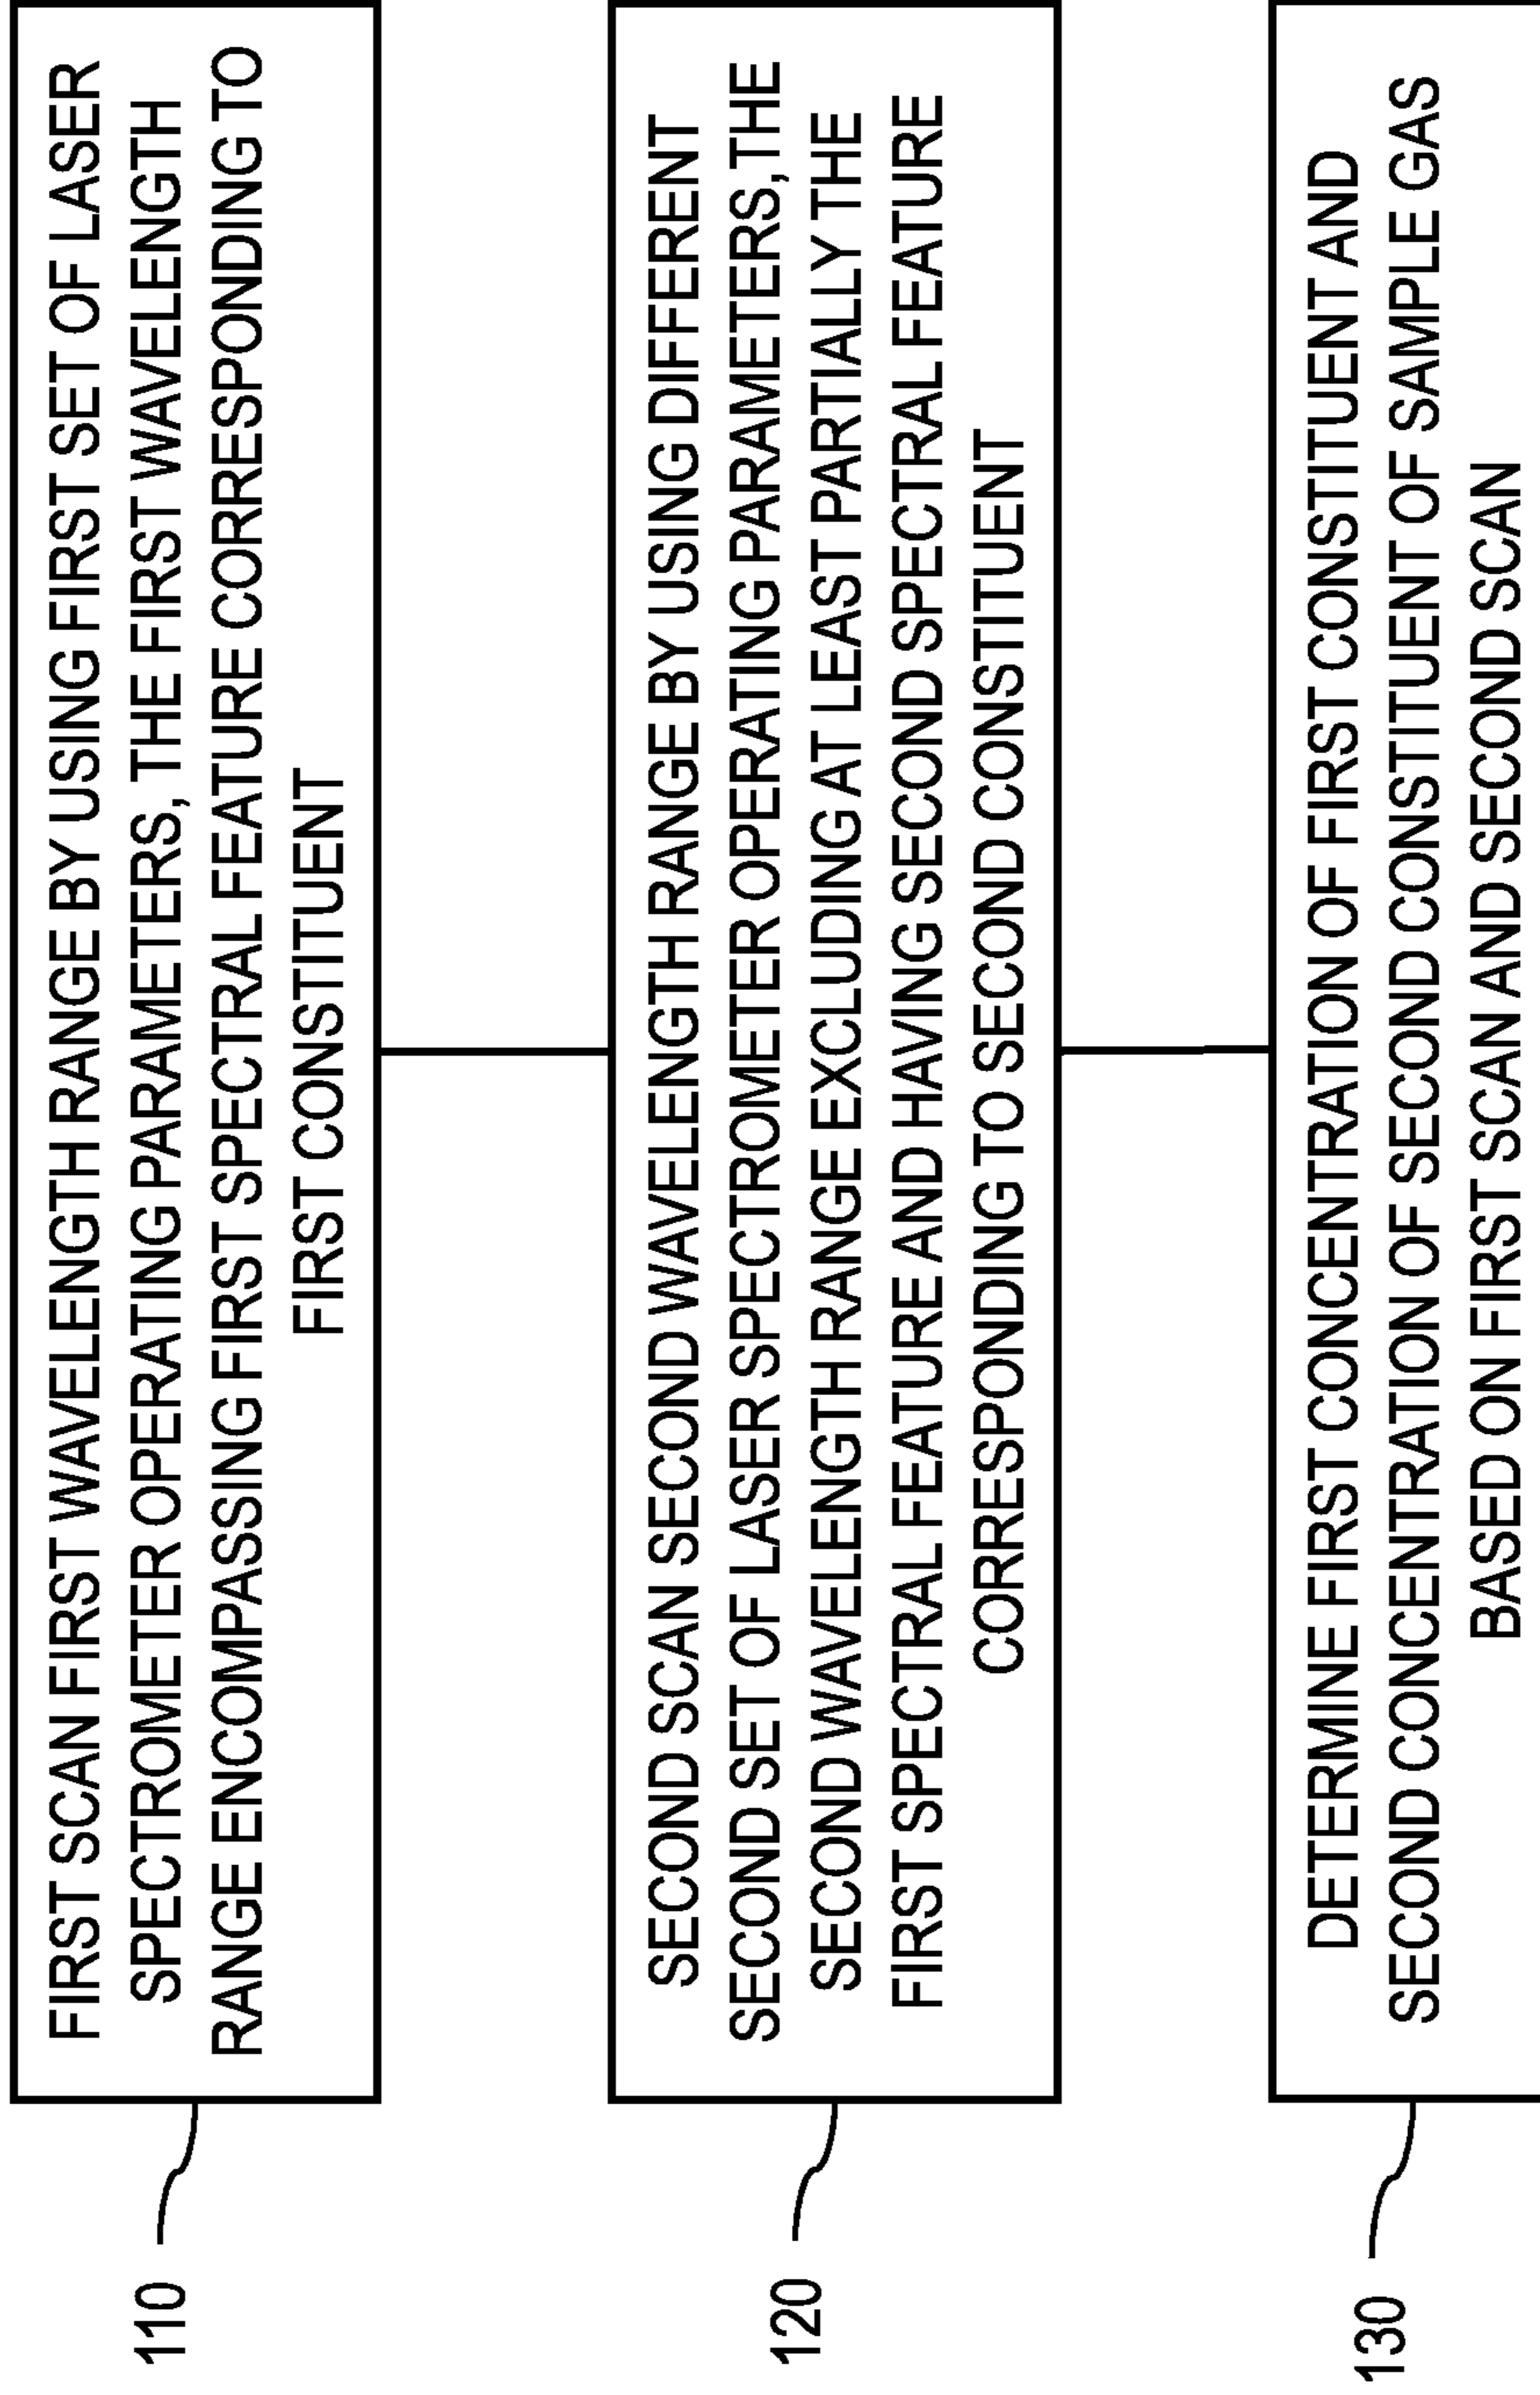 110
FIRST SCAN FIRST WAVELENGTH RANGE BY USING FIRST SET OF LASER
SPECTROMETER OPERATING PARAMETERS, THE FIRST WAVELENGTH
RANGE ENCOMPASSING FIRST SPECTRAL FEATURE CORRESPONDING TO
FIRST CONSTITUENT
120
SECOND SCAN SECOND WAVELENGTH RANGE BY USING DIFFERENT
SECOND SET OF LASER SPECTROMETER OPERATING PARAMETERS,THE
SECOND WAVELENGTH RANGE EXCLUDING AT LEAST PARTIALLY THE
FIRST SPECTRAL FEATURE AND HAVING SECOND SPECTRAL FEATURE
CORRESPONDING TO SECOND CONSTITUENT
130
DETERMINE FIRST CONCENTRATION OF FIRST CONSTITUENT AND
SECOND CONCENTRATION OF SECOND CONSTITUENT OF SAMPLE GAS
BASED ON FIRST SCAN AND SECOND SCAN